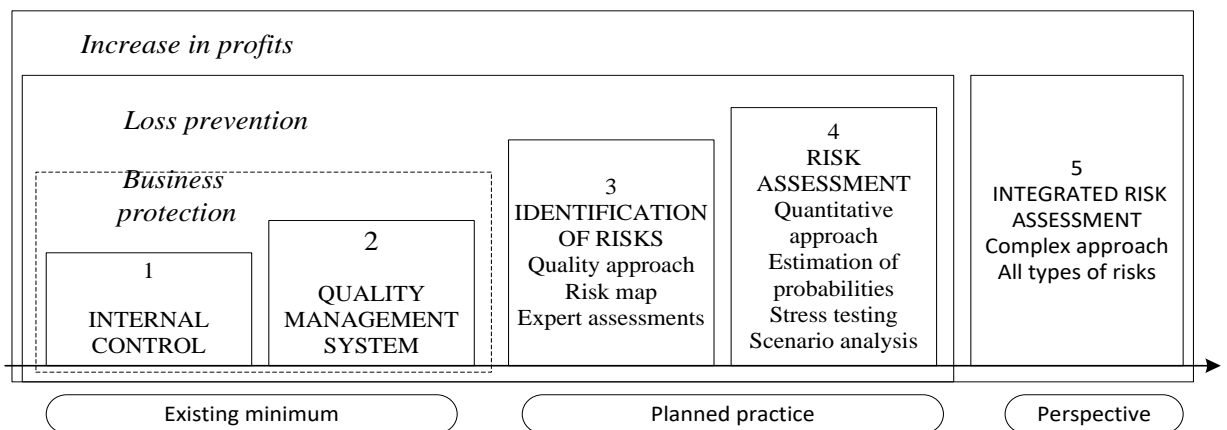 Increase in profits
Loss prevention
Business
protection
1
INTERNAL
CONTROL
2
QUALITY
MANAGEMENT
SYSTEM
3
IDENTIFICATION
OF RISKS
Quality approach
Risk map
Expert assessments
4
RISK
ASSESSMENT
Quantitative
approach
Estimation of
probabilities
Stress testing
Scenario analysis
5
INTEGRATED RISK
ASSESSMENT
Complex approach
All types of risks
Existing minimum
Planned practice
Perspective